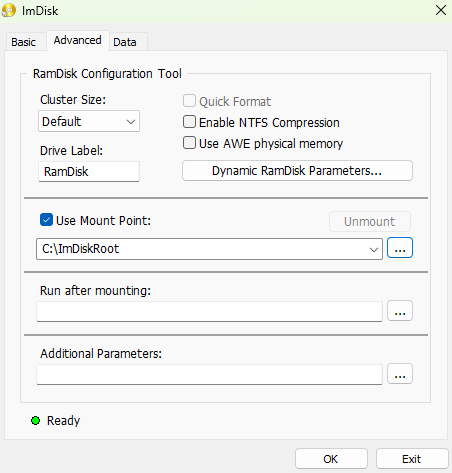 ImDisk
Basic Advanced Data
RamDisk Configuration Tool
Cluster Size:
Default
Quick Format
Enable NTFS Compression
Use AWE physical memory
Drive Label:
RamDisk
Dynamic RamDisk Parameters...
Use Mount Point:
Unmount
C:\ImDiskRoot
...
Run after mounting:
...
Additional Parameters:
...
Ready
OK Exit